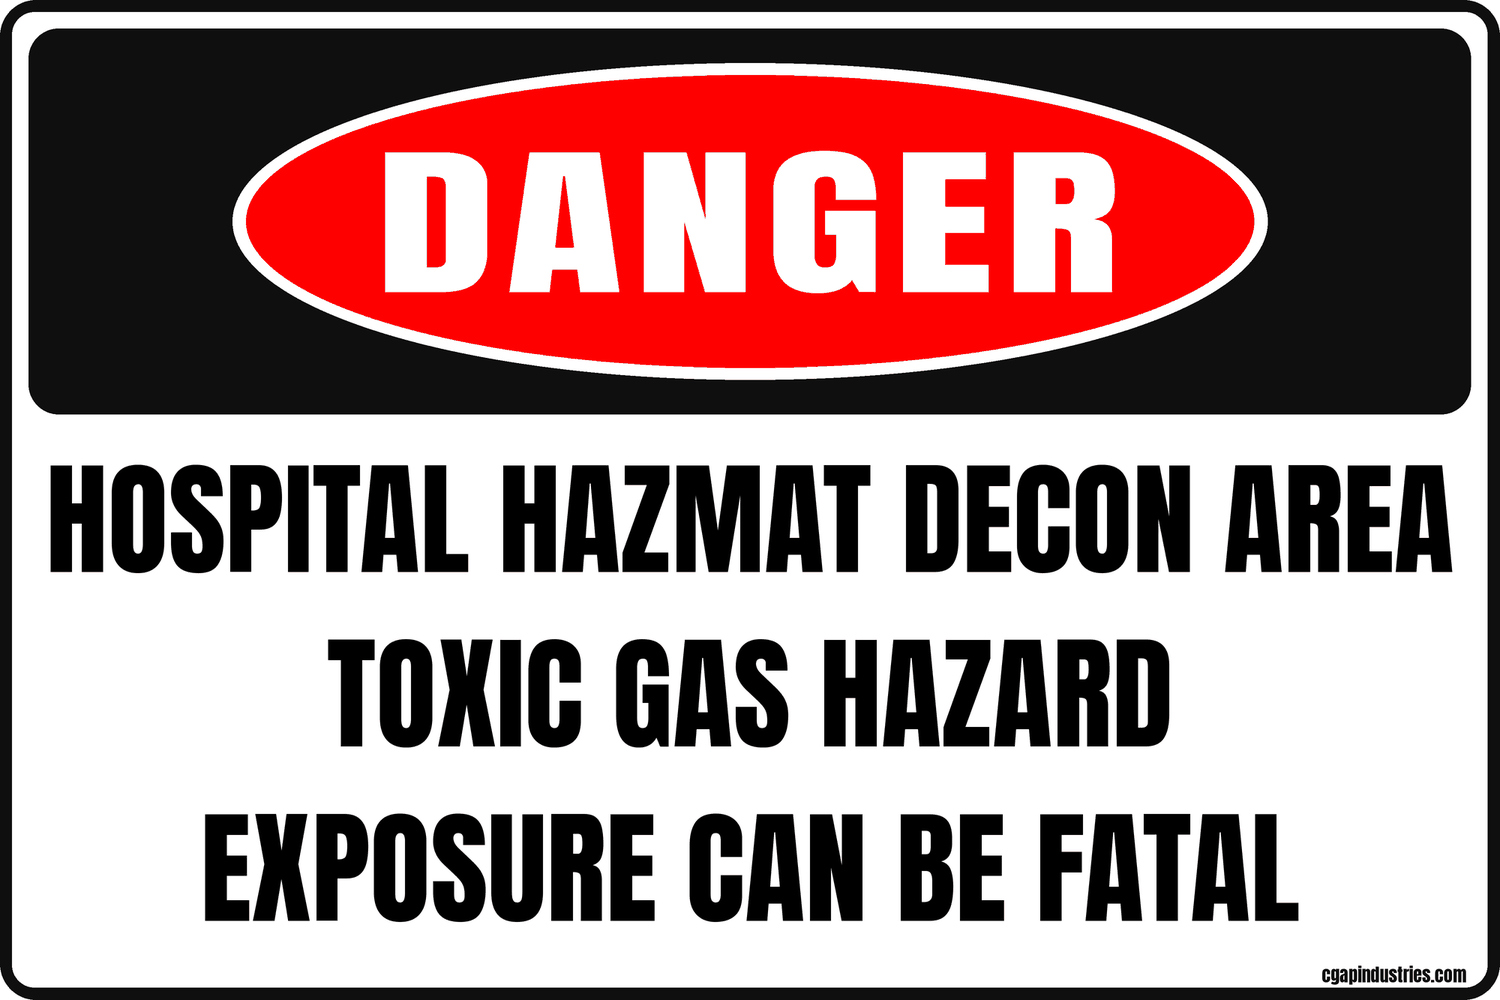 DANGER
HOSPITAL HAZMAT DECON AREA
TOXIC GAS HAZARD
EXPOSURE CAN BE FATAL
cgapindustries.com